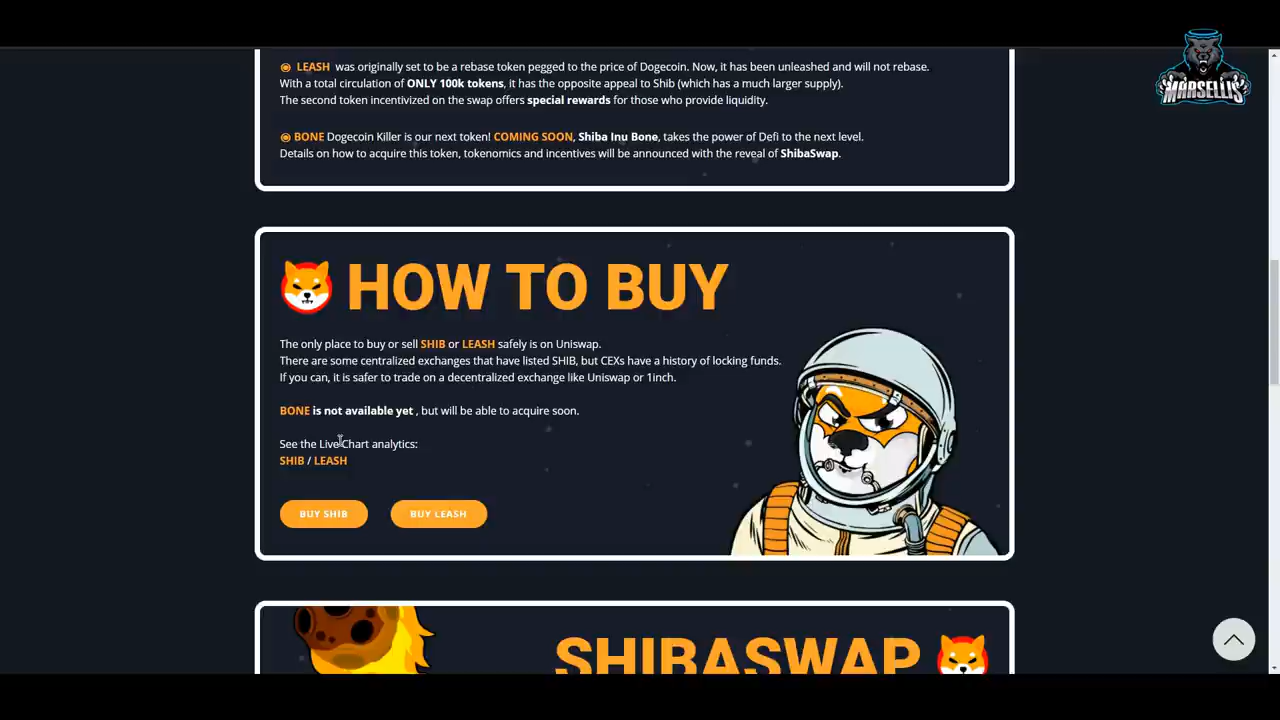 LEASH was originally set to be a rebase token pegged to the price of Dogecoin. Now, it has been unleashed and will not rebase.
With a total circulation of ONLY 100k tokens, it has the opposite appeal to Shib (which has a much larger supply).
The second token incentivized on the swap offers special rewards for those who provide liquidity.
BONE Dogecoin Killer is our next token! COMING SOON, Shiba Inu Bone, takes the power of Defi to the next level.
Details on how to acquire this token, tokenomics and incentives will be announced with the reveal of ShibaSwap.
MARSELLIS
HOW TO BUY
The only place to buy or sell SHIB or LEASH safely is on Uniswap.
There are some centralized exchanges that have listed SHIB, but CEXs have a history of locking funds.
If you can, it is safer to trade on a decentralized exchange like Uniswap or 1inch.
BONE is not available yet , but will be able to acquire soon.
See the Live Chart analytics:
SHIB / LEASH
BUY SHIB
BUY LEASH
SHIBASWAP